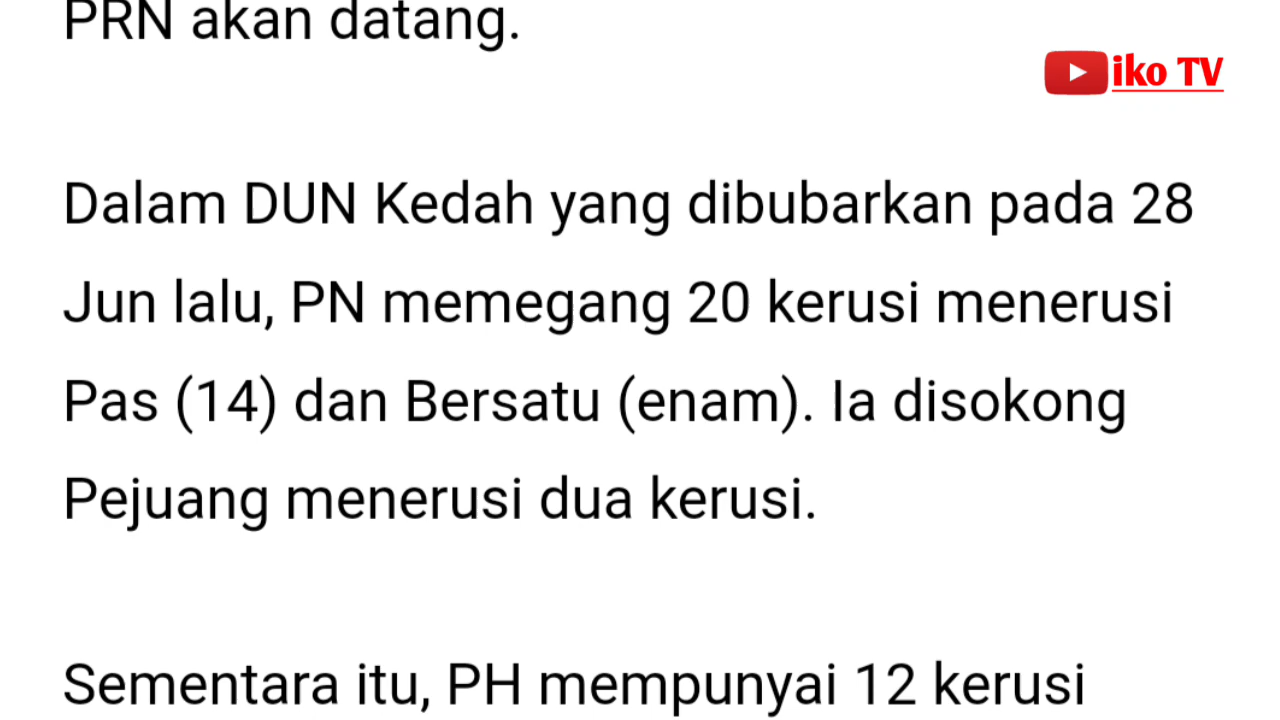 PRN akan datang.
iko TV
Dalam DUN Kedah yang dibubarkan pada 28
Jun lalu, PN memegang 20 kerusi menerusi
Pas (14) dan Bersatu (enam). Ia disokong
Pejuang menerusi dua kerusi.
Sementara itu, PH mempunyai 12 kerusi